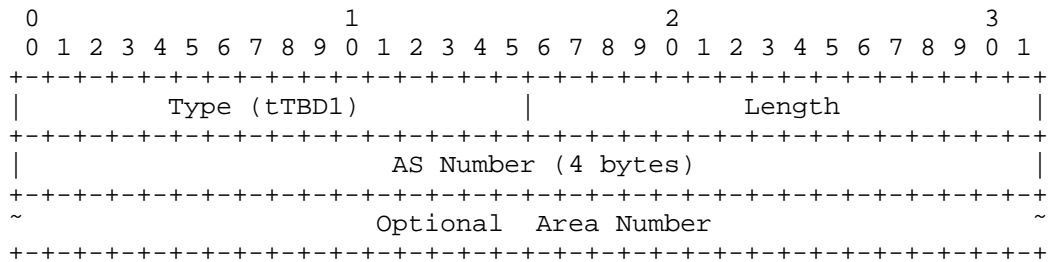 0                   1                   2                   3
 0 1 2 3 4 5 6 7 8 9 0 1 2 3 4 5 6 7 8 9 0 1 2 3 4 5 6 7 8 9 0 1
+-+-+-+-+-+-+-+-+-+-+-+-+-+-+-+-+-+-+-+-+-+-+-+-+-+-+-+-+-+-+-+-+
|         Type (tTBD1)          |             Length            |
+-+-+-+-+-+-+-+-+-+-+-+-+-+-+-+-+-+-+-+-+-+-+-+-+-+-+-+-+-+-+-+-+
|                       AS Number (4 bytes)                     |
+-+-+-+-+-+-+-+-+-+-+-+-+-+-+-+-+-+-+-+-+-+-+-+-+-+-+-+-+-+-+-+-+
~                      Optional  Area Number                    ~
+-+-+-+-+-+-+-+-+-+-+-+-+-+-+-+-+-+-+-+-+-+-+-+-+-+-+-+-+-+-+-+-+